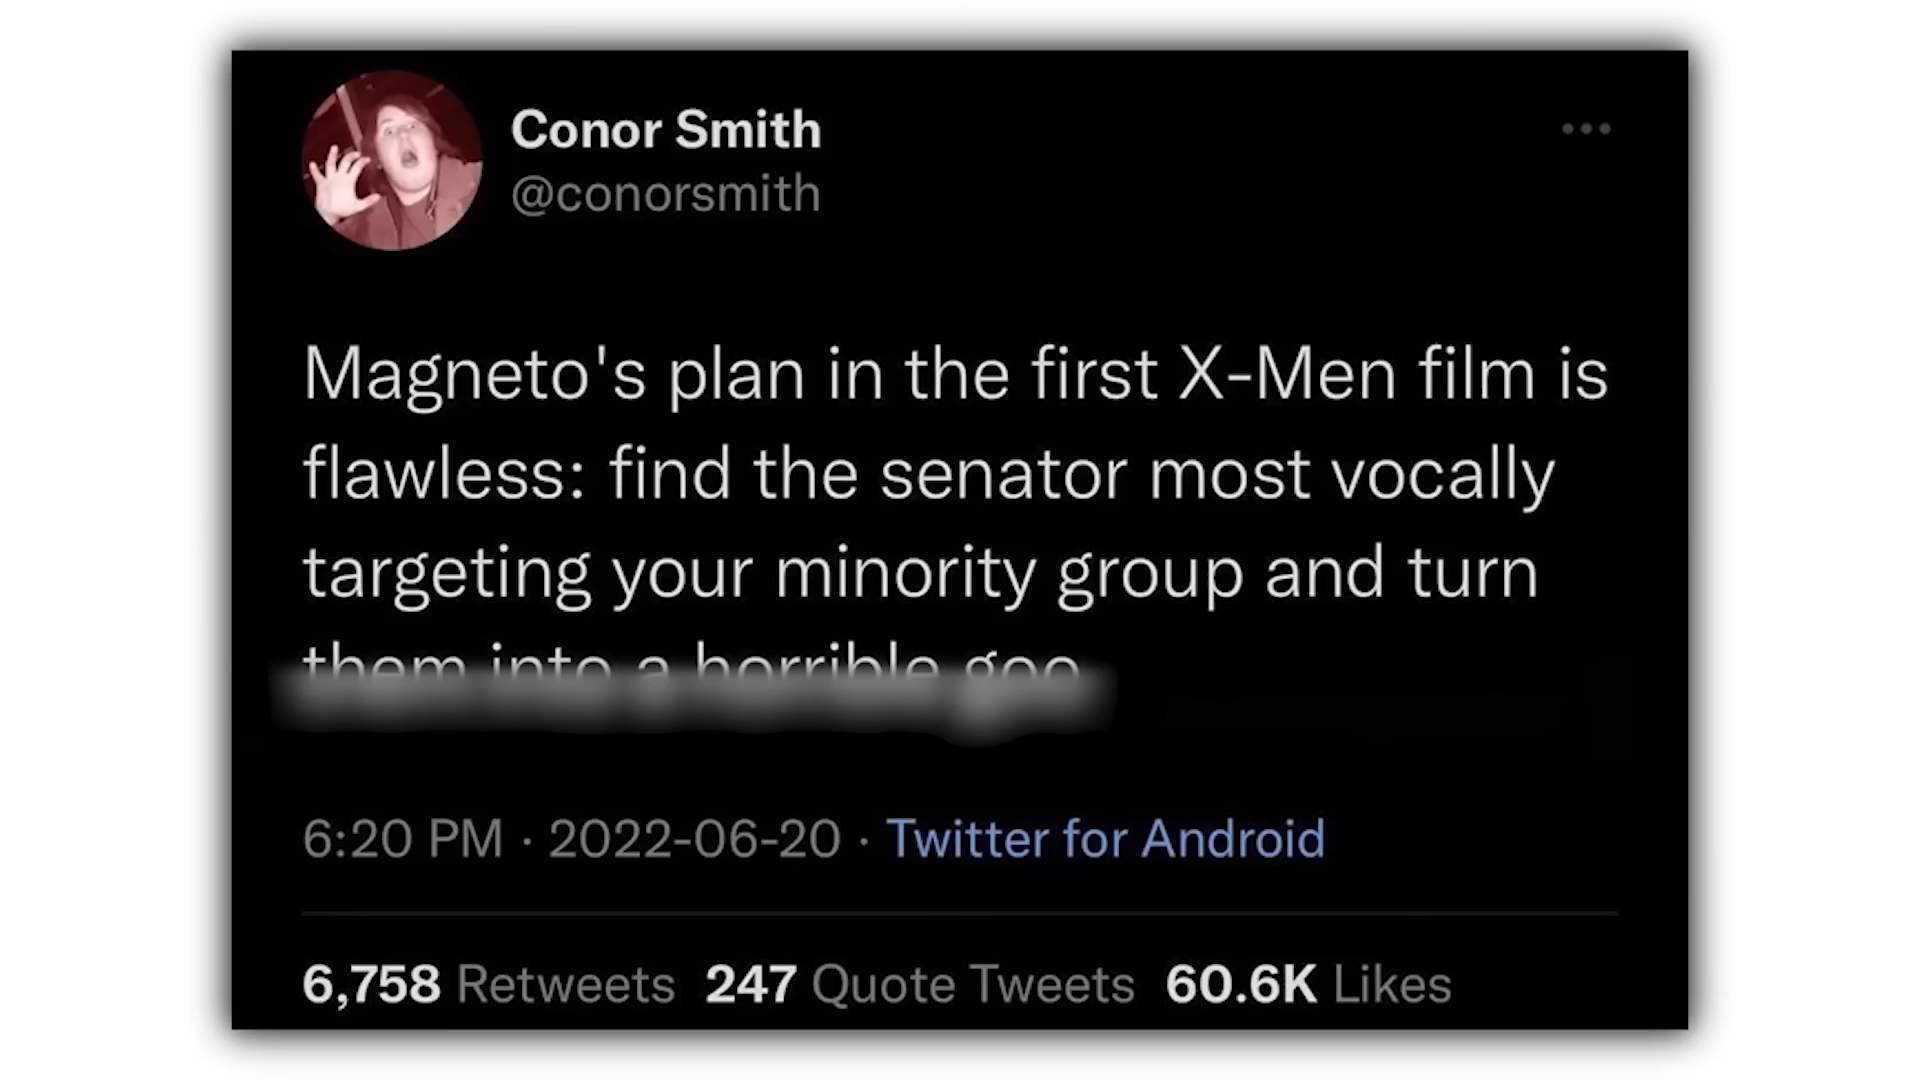 Conor Smith
@conorsmith
Magneto's plan in the first X-Men film is
flawless: find the senator most vocally
targeting your minority group and turn
them into a horrible goo
6:20 PM · 2022-06-20 · Twitter for Android
6,758 Retweets 247 Quote Tweets 60.6K Likes